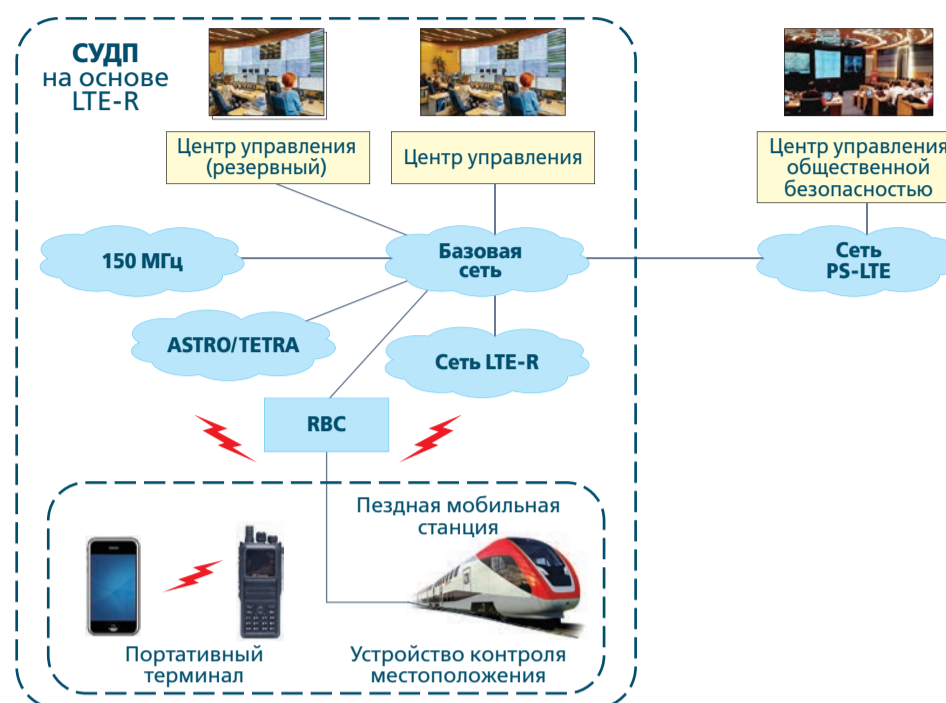 СУДП
на основе
LTE-R
Центр управления
(резервный)
Центр управления
Центр управления
общественной
безопасностью
150 МГц
Базовая
сеть
Сеть
PS-LTE
ASTRO/TETRA
Сеть LTE-R
RBC
Пездная мобильная
станция
Портативный
терминал
Устройство контроля
местоположения